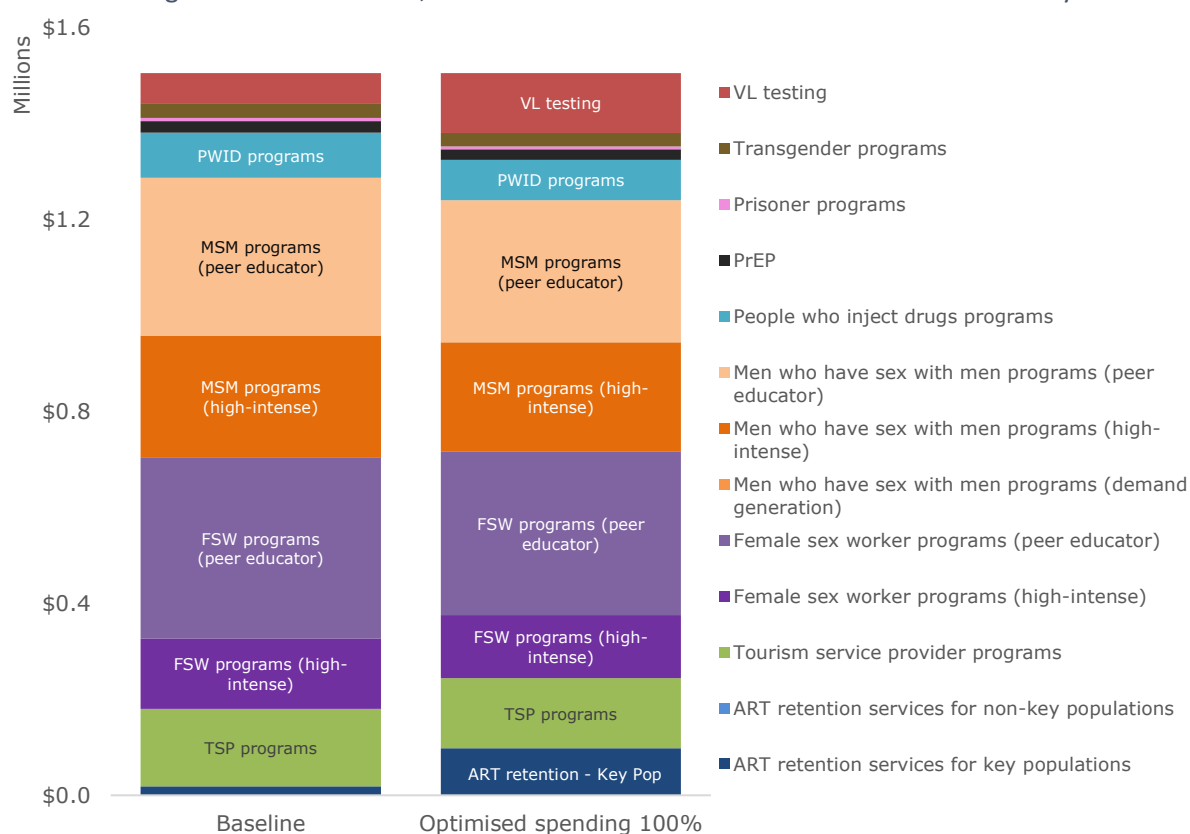 $1.6
Millions
$1.2
$0.8
$0.4
$0.0
PWID programs
MSM programs
(peer educator)
MSM programs
(high-intense)
FSW programs
(peer educator)
FSW programs (high-
intense)
TSP programs
Baseline
VL testing
PWID programs
MSM programs
(peer educator)
MSM programs (high-
intense)
FSW programs (peer
educator)
FSW programs (high-
intense)
TSP programs
ART retention - Key Pop
Optimised spending 100%
VL testing
Transgender programs
Prisoner programs
PrEP
People who inject drugs programs
Men who have sex with men programs (peer
educator)
Men who have sex with men programs (high-
intense)
Men who have sex with men programs (demand
generation)
Female sex worker programs (peer educator)
Female sex worker programs (high-intense)
Tourism service provider programs
ART retention services for non-key populations
ART retention services for key populations